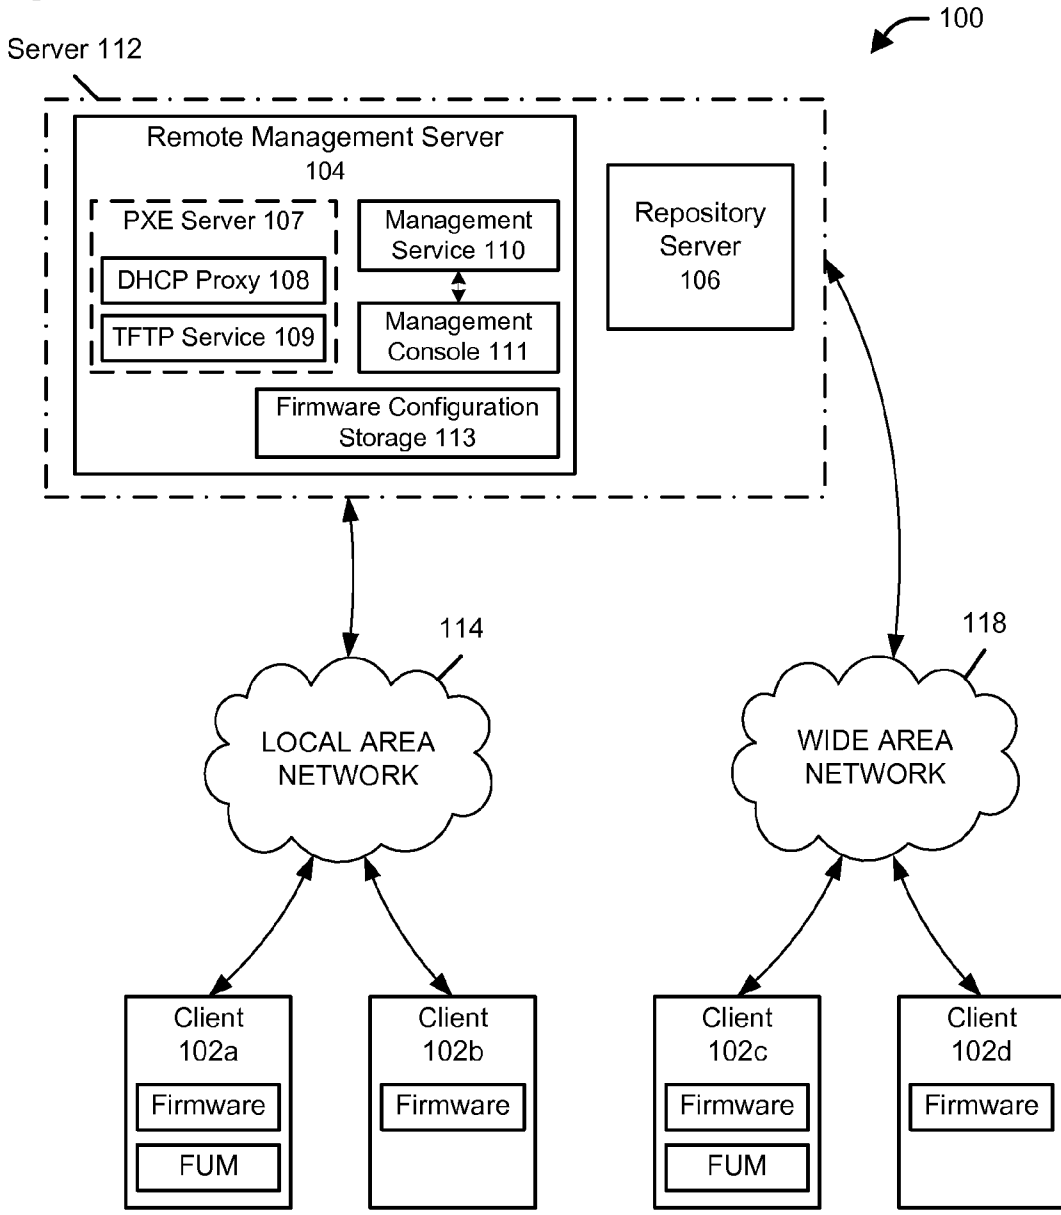 100
Server 112
Remote Management Server
104
PXE Server 107
DHCP Proxy 108
TFTP Service 109
Management
Service 110
Management
Console 111
Firmware Configuration
Storage 113
Repository
Server
106
114
LOCAL AREA
NETWORK
118
WIDE AREA
NETWORK
Client
102a
Firmware
FUM
Client
102b
Firmware
Client
102c
Firmware
FUM
Client
102d
Firmware